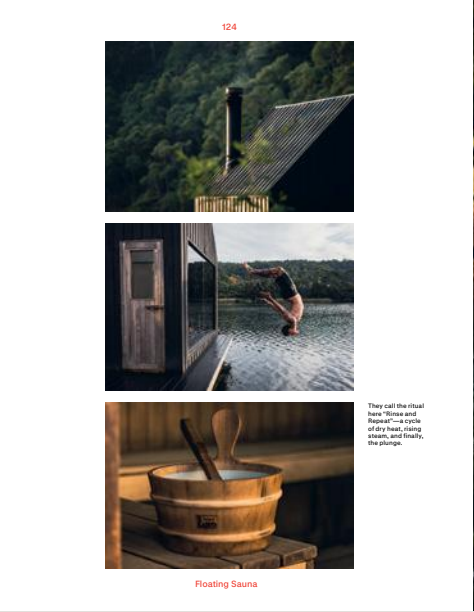 124
They call the ritual
here “Rinse and
Repeat”—a cycle
of dry heat, rising
steam, and finally,
the plunge.
Floating Sauna